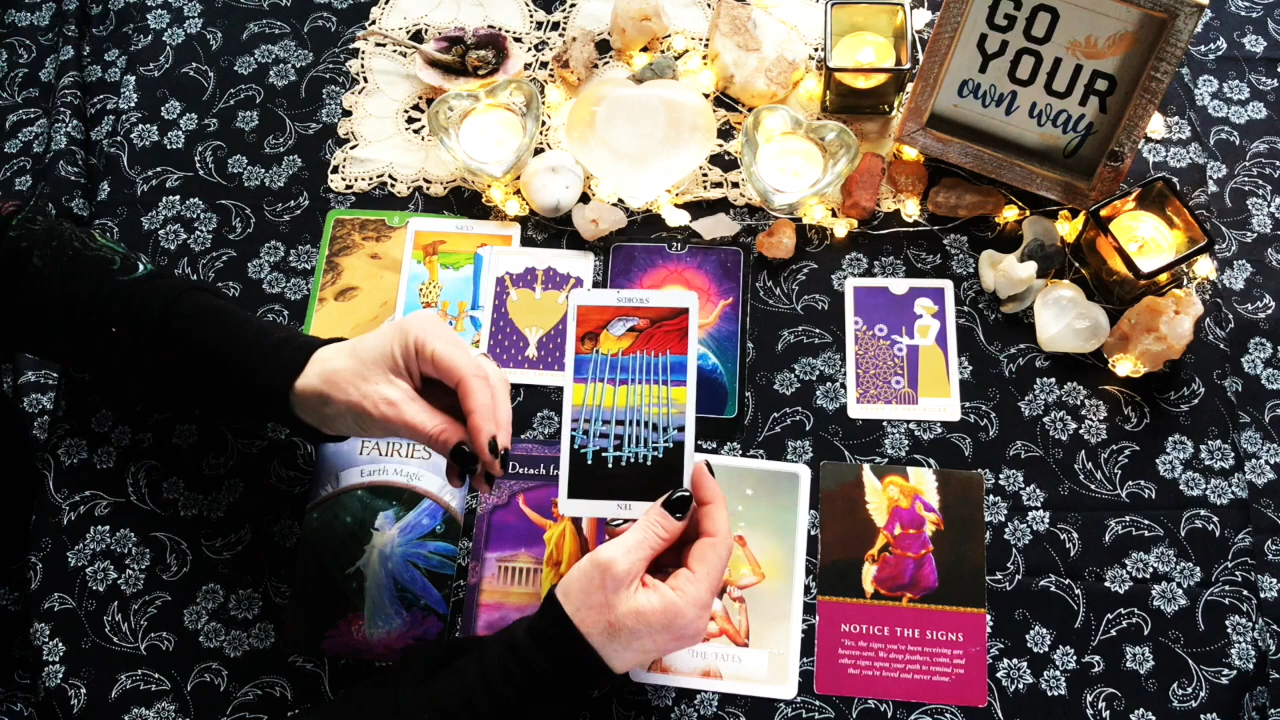 GO
YOUR
own way
8
CUPS
21
SWORDS
TEN
FAIRIES
Earth Magic
Detach fr
THE FATES
NOTICE THE SIGNS
"Yes, the signs you've been receiving are
heaven-sent. We drop feathers, coins, and
other signs upon your path to remind you
that you're loved and never alone."